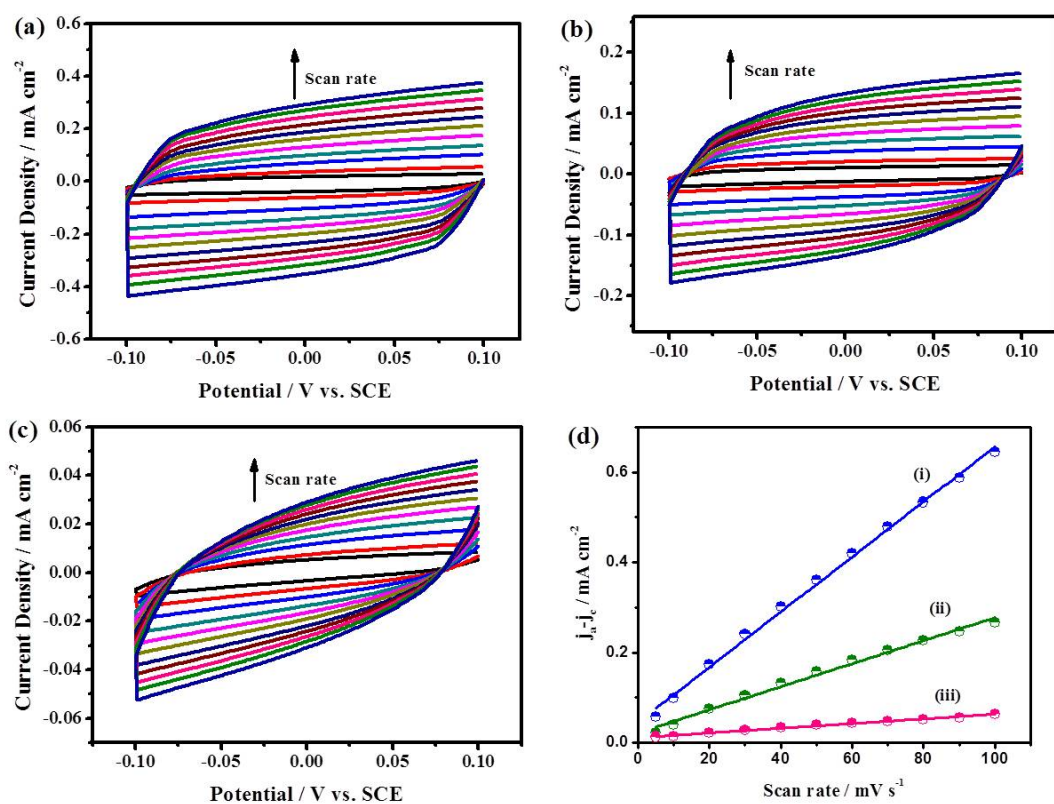 (a)
0.6
0.4
0.2
0.0
-0.2
-0.4
-0.6
Scan rate
Current Density / mA cm⁻²
-0.10
-0.05
0.00
0.05
0.10
Potential / V vs. SCE
(b)
0.2
0.1
0.0
-0.1
-0.2
Scan rate
Current Density / mA cm⁻²
-0.10
-0.05
0.00
0.05
0.10
Potential / V vs. SCE
(c)
0.06
0.04
0.02
0.00
-0.02
-0.04
-0.06
Scan rate
Current Density / mA cm⁻²
-0.10
-0.05
0.00
0.05
0.10
Potential / V vs. SCE
(d)
0.6
0.4
0.2
0.0
jₐ-j꜀ / mA cm⁻²
(i)
(ii)
(iii)
0
20
40
60
80
100
Scan rate / mV s⁻¹